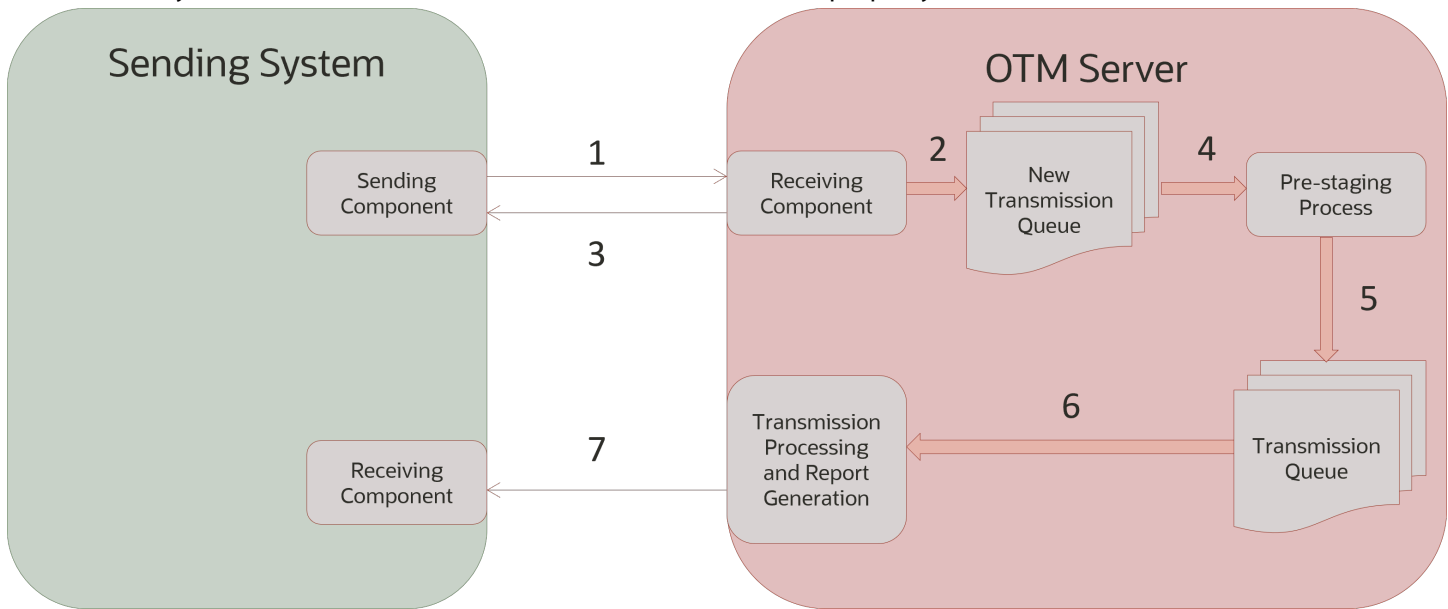 Sending System
OTM Server
1
2
4
Sending
Component
Receiving
Component
New
Transmission
Queue
Pre-staging
Process
3
5
6
Transmission
Processing
and Report
Generation
7
Receiving
Component
Transmission
Queue